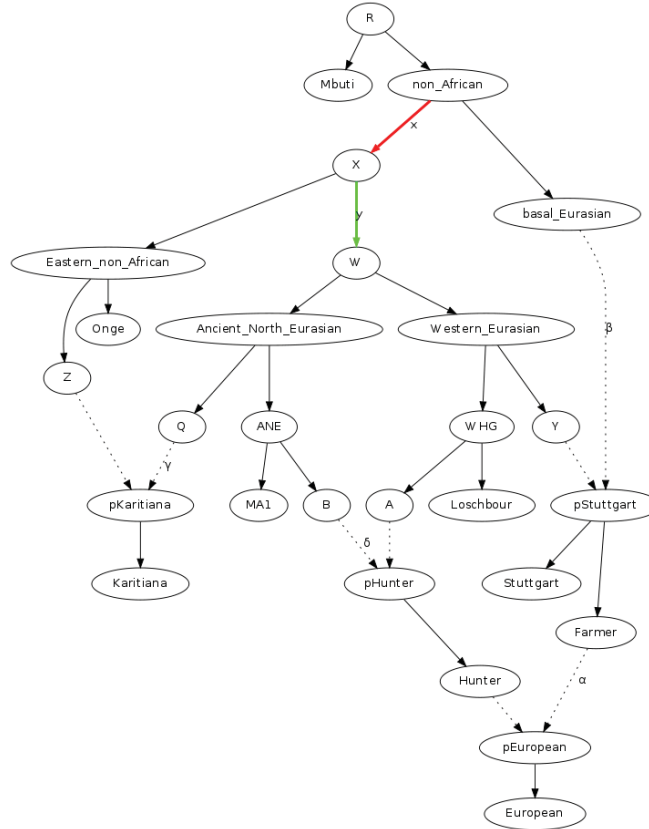 R
Mbuti
non_African
x
X
basal_Eurasian
y
Eastern_non_African
W
Onge
Ancient_North_Eurasian
Western_Eurasian
β
Z
Q
ANE
WHG
Y
γ
pKaritiana
MA1
B
A
Loschbour
pStuttgart
δ
Karitiana
pHunter
Stuttgart
Farmer
Hunter
α
pEuropean
European